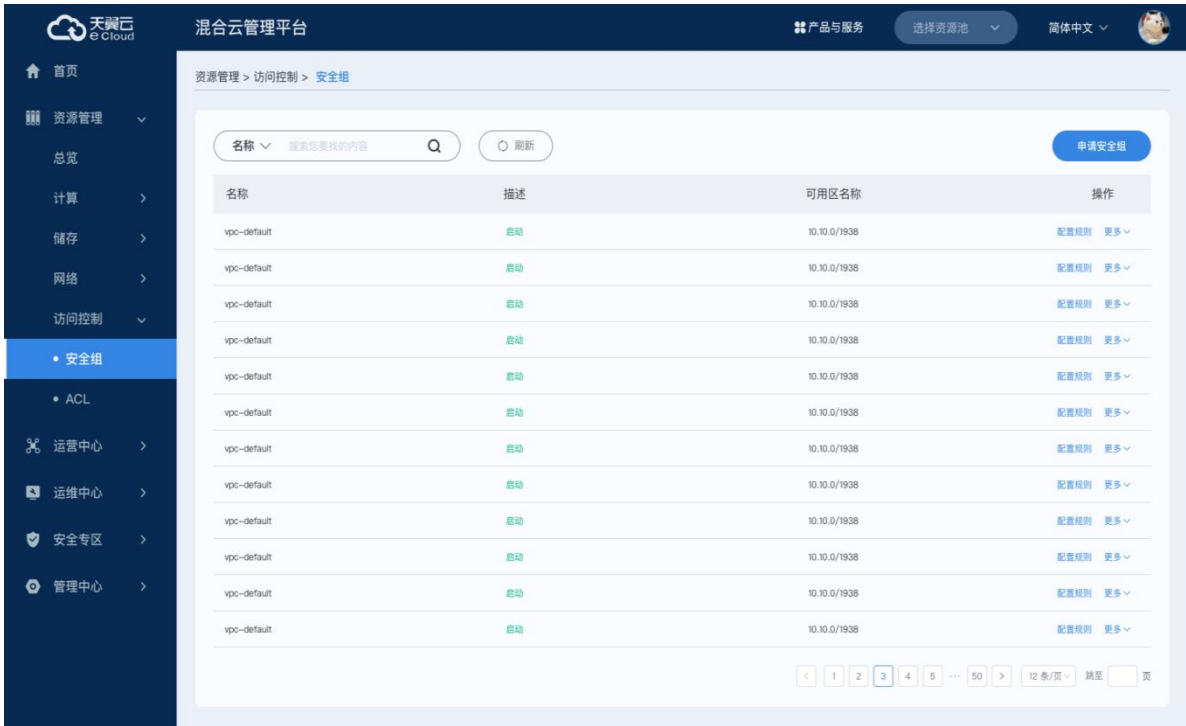 天翼云
e Cloud
混合云管理平台
产品与服务
选择资源池
简体中文
首页
资源管理
总览
计算
储存
网络
访问控制
安全组
ACL
运营中心
运维中心
安全专区
管理中心
资源管理 > 访问控制 > 安全组
名称 搜索您要找的内容 刷新 申请安全组
名称 描述 可用区名称 操作
vpc-default 启动 10.10.0/1938 配置规则 更多
vpc-default 启动 10.10.0/1938 配置规则 更多
vpc-default 启动 10.10.0/1938 配置规则 更多
vpc-default 启动 10.10.0/1938 配置规则 更多
vpc-default 启动 10.10.0/1938 配置规则 更多
vpc-default 启动 10.10.0/1938 配置规则 更多
vpc-default 启动 10.10.0/1938 配置规则 更多
vpc-default 启动 10.10.0/1938 配置规则 更多
vpc-default 启动 10.10.0/1938 配置规则 更多
vpc-default 启动 10.10.0/1938 配置规则 更多
vpc-default 启动 10.10.0/1938 配置规则 更多
vpc-default 启动 10.10.0/1938 配置规则 更多
< 1 2 3 4 5 ··· 50 > 12 条/页 跳至 页